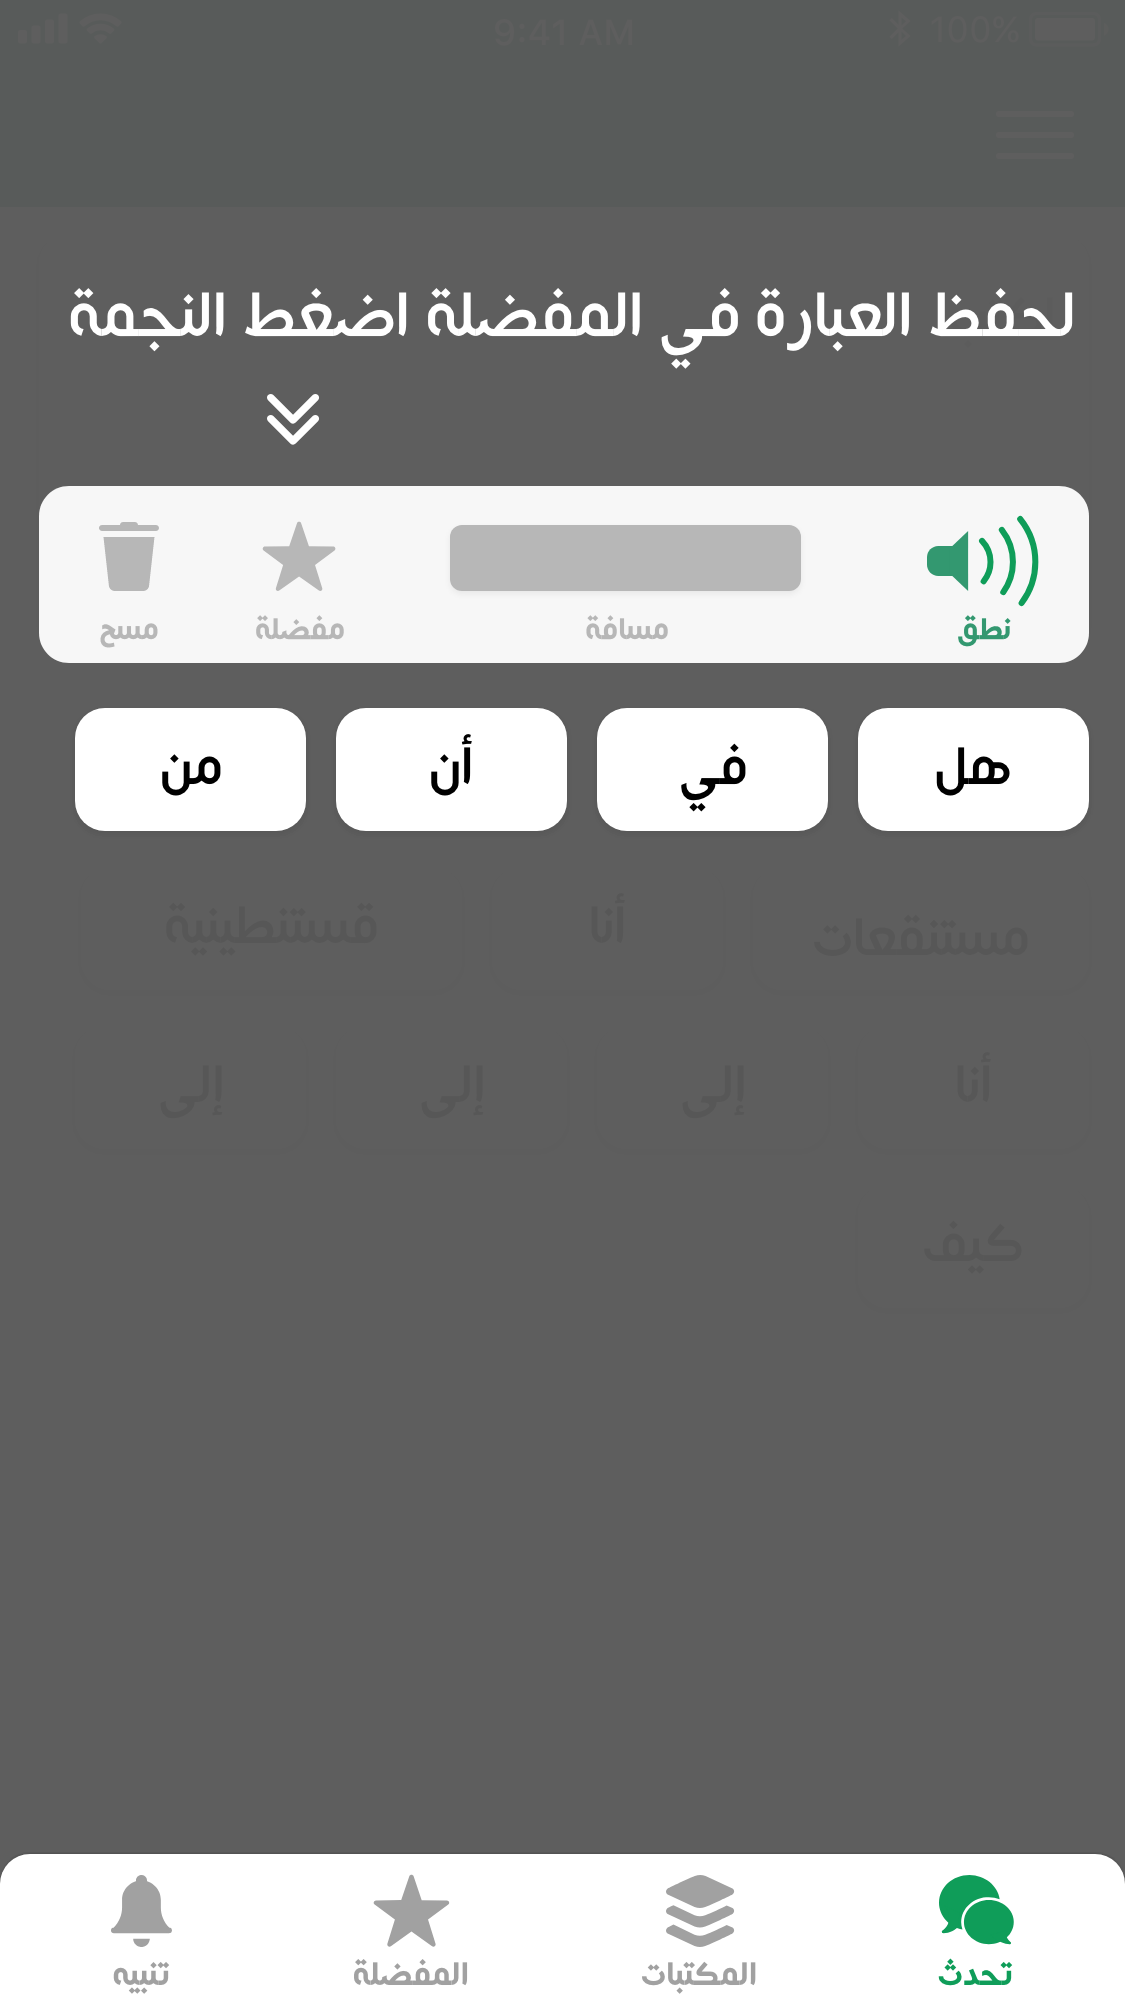 9:41 AM 100%
لحفظ العبارة في المفضلة اضغط النجمة
نطق مسافة مفضلة مسح
هل في أن من
مستنقعات أنا قستنطينية
أنا إلى إلى إلى
كيف
تحدث المكتبات المفضلة تنبيه